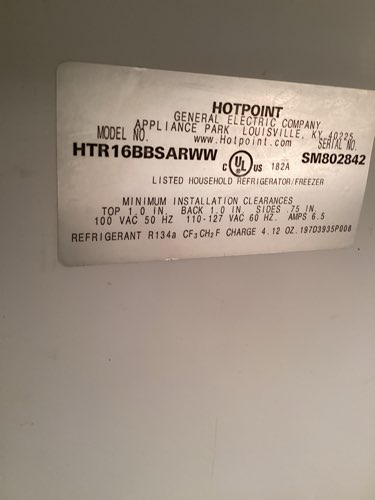 HOTPOINT
GENERAL ELECTRIC COMPANY
APPLIANCE PARK LOUISVILLE, KY 40225
MODEL NO. www.Hotpoint.com SERIAL NO.
HTR16BBSARWW C UL US 182A SM802842
LISTED HOUSEHOLD REFRIGERATOR/FREEZER
MINIMUM INSTALLATION CLEARANCES
TOP 1.0 IN. BACK 1.0 IN. SIDES .75 IN.
100 VAC 50 HZ 110-127 VAC 60 HZ. AMPS 6.5
REFRIGERANT R134a CF₃CH₂F CHARGE 4.12 OZ. 197D3935P008